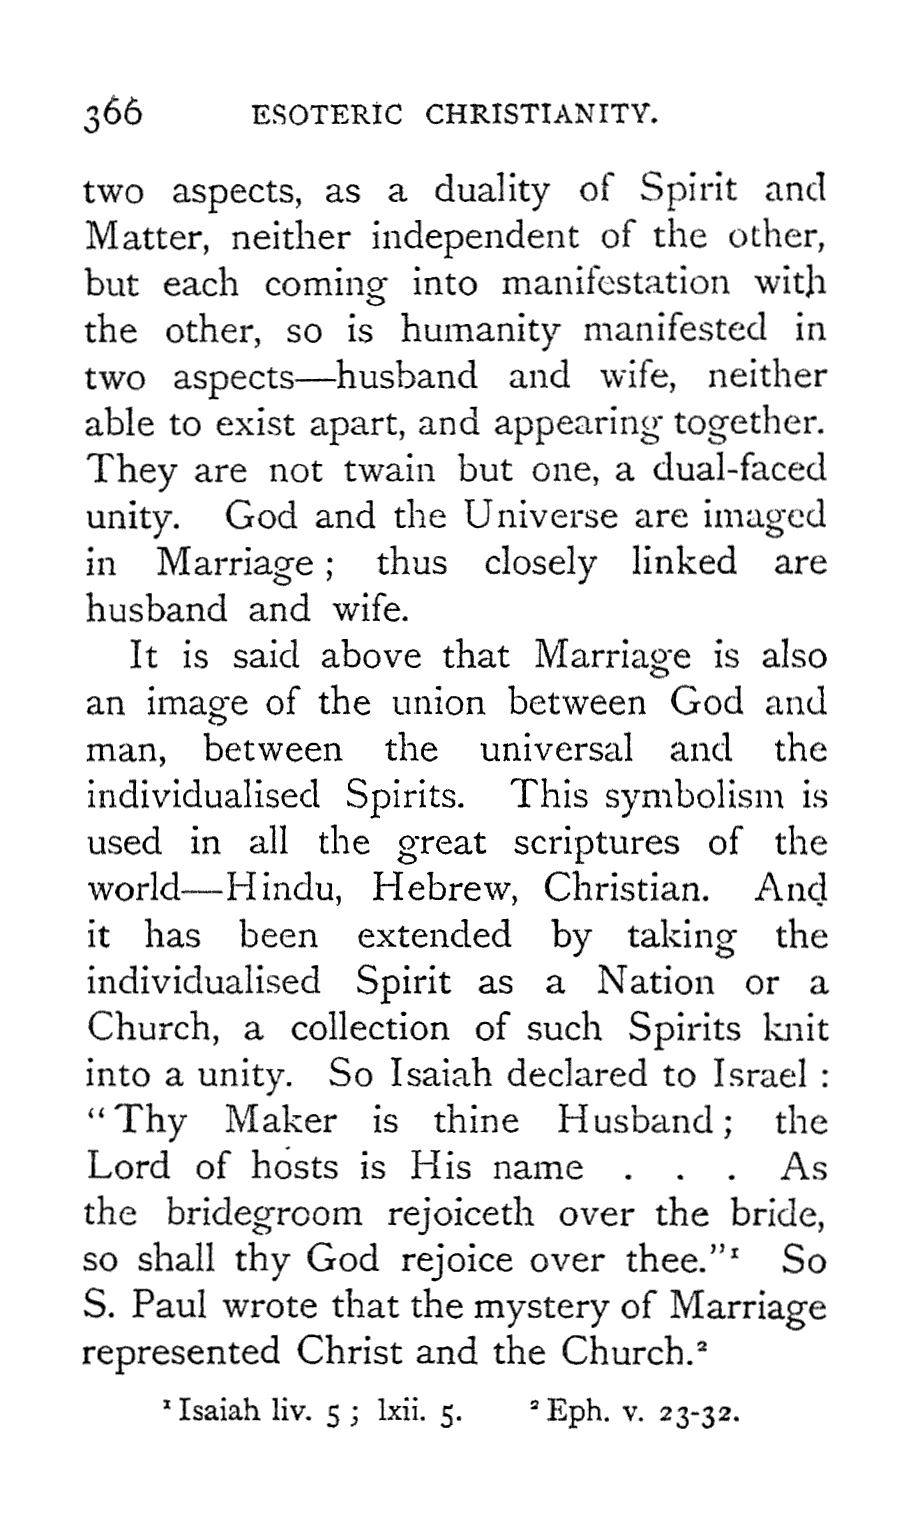 366 ESOTERIC CHRISTIANITY.
two aspects, as a duality of Spirit and
Matter, neither independent of the other,
but each coming into manifestation with
the other, so is humanity manifested in
two aspects—husband and wife, neither
able to exist apart, and appearing together.
They are not twain but one, a dual-faced
unity. God and the Universe are imaged
in Marriage ; thus closely linked are
husband and wife.
It is said above that Marriage is also
an image of the union between God and
man, between the universal and the
individualised Spirits. This symbolism is
used in all the great scriptures of the
world—Hindu, Hebrew, Christian. And
it has been extended by taking the
individualised Spirit as a Nation or a
Church, a collection of such Spirits knit
into a unity. So Isaiah declared to Israel :
“ Thy Maker is thine Husband ; the
Lord of hosts is His name . . . As
the bridegroom rejoiceth over the bride,
so shall thy God rejoice over thee.”¹ So
S. Paul wrote that the mystery of Marriage
represented Christ and the Church.²
¹ Isaiah liv. 5 ; lxii. 5. ² Eph. v. 23-32.